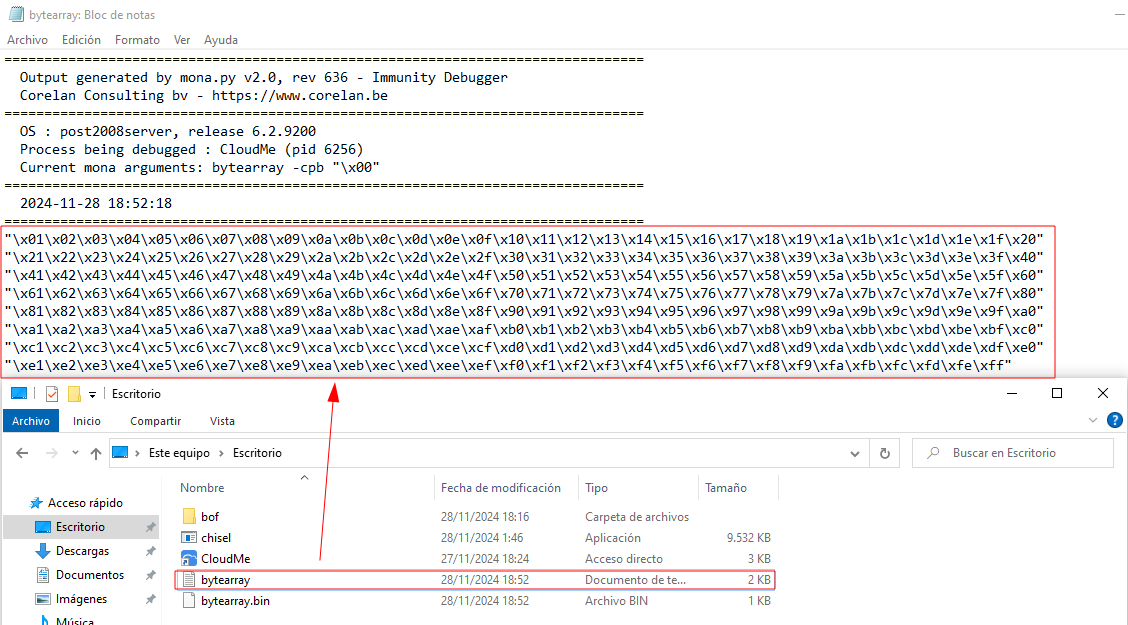 bytearray: Bloc de notas
Archivo Edición Formato Ver Ayuda
================================================================================
Output generated by mona.py v2.0, rev 636 - Immunity Debugger
Corelan Consulting bv - https://www.corelan.be
================================================================================
OS : post2008server, release 6.2.9200
Process being debugged : CloudMe (pid 6256)
Current mona arguments: bytearray -cpb "\x00"
================================================================================
2024-11-28 18:52:18
================================================================================
"\x01\x02\x03\x04\x05\x06\x07\x08\x09\x0a\x0b\x0c\x0d\x0e\x0f\x10\x11\x12\x13\x14\x15\x16\x17\x18\x19\x1a\x1b\x1c\x1d\x1e\x1f\x20"
"\x21\x22\x23\x24\x25\x26\x27\x28\x29\x2a\x2b\x2c\x2d\x2e\x2f\x30\x31\x32\x33\x34\x35\x36\x37\x38\x39\x3a\x3b\x3c\x3d\x3e\x3f\x40"
"\x41\x42\x43\x44\x45\x46\x47\x48\x49\x4a\x4b\x4c\x4d\x4e\x4f\x50\x51\x52\x53\x54\x55\x56\x57\x58\x59\x5a\x5b\x5c\x5d\x5e\x5f\x60"
"\x61\x62\x63\x64\x65\x66\x67\x68\x69\x6a\x6b\x6c\x6d\x6e\x6f\x70\x71\x72\x73\x74\x75\x76\x77\x78\x79\x7a\x7b\x7c\x7d\x7e\x7f\x80"
"\x81\x82\x83\x84\x85\x86\x87\x88\x89\x8a\x8b\x8c\x8d\x8e\x8f\x90\x91\x92\x93\x94\x95\x96\x97\x98\x99\x9a\x9b\x9c\x9d\x9e\x9f\xa0"
"\xa1\xa2\xa3\xa4\xa5\xa6\xa7\xa8\xa9\xaa\xab\xac\xad\xae\xaf\xb0\xb1\xb2\xb3\xb4\xb5\xb6\xb7\xb8\xb9\xba\xbb\xbc\xbd\xbe\xbf\xc0"
"\xc1\xc2\xc3\xc4\xc5\xc6\xc7\xc8\xc9\xca\xcb\xcc\xcd\xce\xcf\xd0\xd1\xd2\xd3\xd4\xd5\xd6\xd7\xd8\xd9\xda\xdb\xdc\xdd\xde\xdf\xe0"
"\xe1\xe2\xe3\xe4\xe5\xe6\xe7\xe8\xe9\xea\xeb\xec\xed\xee\xef\xf0\xf1\xf2\xf3\xf4\xf5\xf6\xf7\xf8\xf9\xfa\xfb\xfc\xfd\xfe\xff"
Escritorio
Archivo Inicio Compartir Vista
Este equipo > Escritorio Buscar en Escritorio
Nombre Fecha de modificación Tipo Tamaño
Acceso rápido
Escritorio
Descargas
Documentos
Imágenes
Música
bof 28/11/2024 18:16 Carpeta de archivos
chisel 28/11/2024 1:46 Aplicación 9.532 KB
CloudMe 27/11/2024 18:24 Acceso directo 3 KB
bytearray 28/11/2024 18:52 Documento de te... 2 KB
bytearray.bin 28/11/2024 18:52 Archivo BIN 1 KB